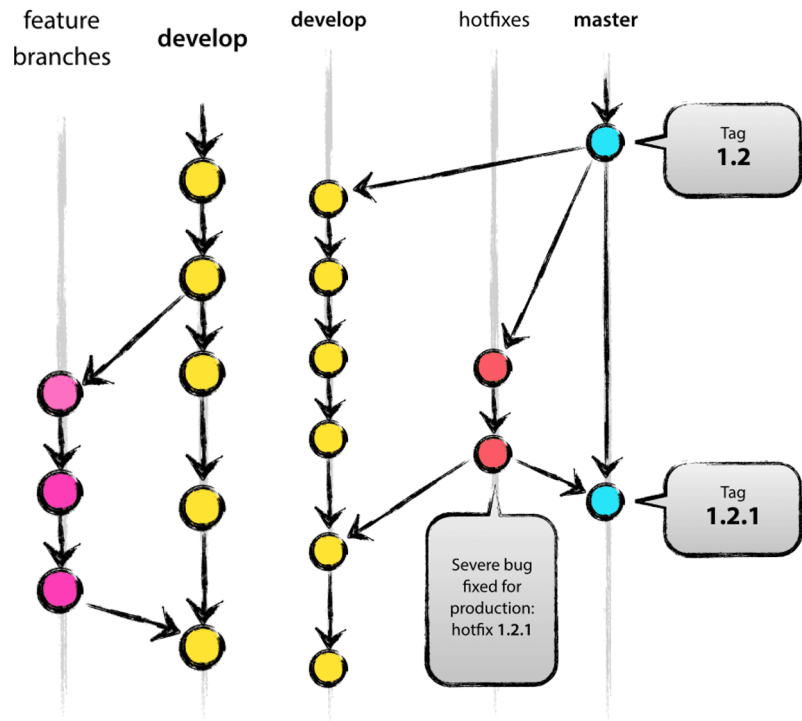 feature
branches
develop
develop
hotfixes
master
Tag
1.2
Tag
1.2.1
Severe bug
fixed for
production:
hotfix 1.2.1